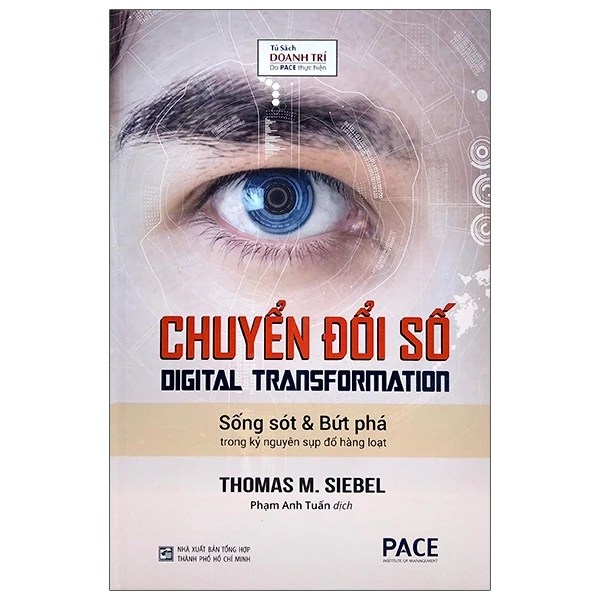 Tủ Sách
DOANH TRÍ
Do PACE thực hiện
CHUYỂN ĐỔI SỐ
DIGITAL TRANSFORMATION
Sống sót & Bứt phá
trong kỷ nguyên sụp đổ hàng loạt
THOMAS M. SIEBEL
Phạm Anh Tuấn dịch
NHÀ XUẤT BẢN TỔNG HỢP
THÀNH PHỐ HỒ CHÍ MINH
PACE
INSTITUTE OF MANAGEMENT